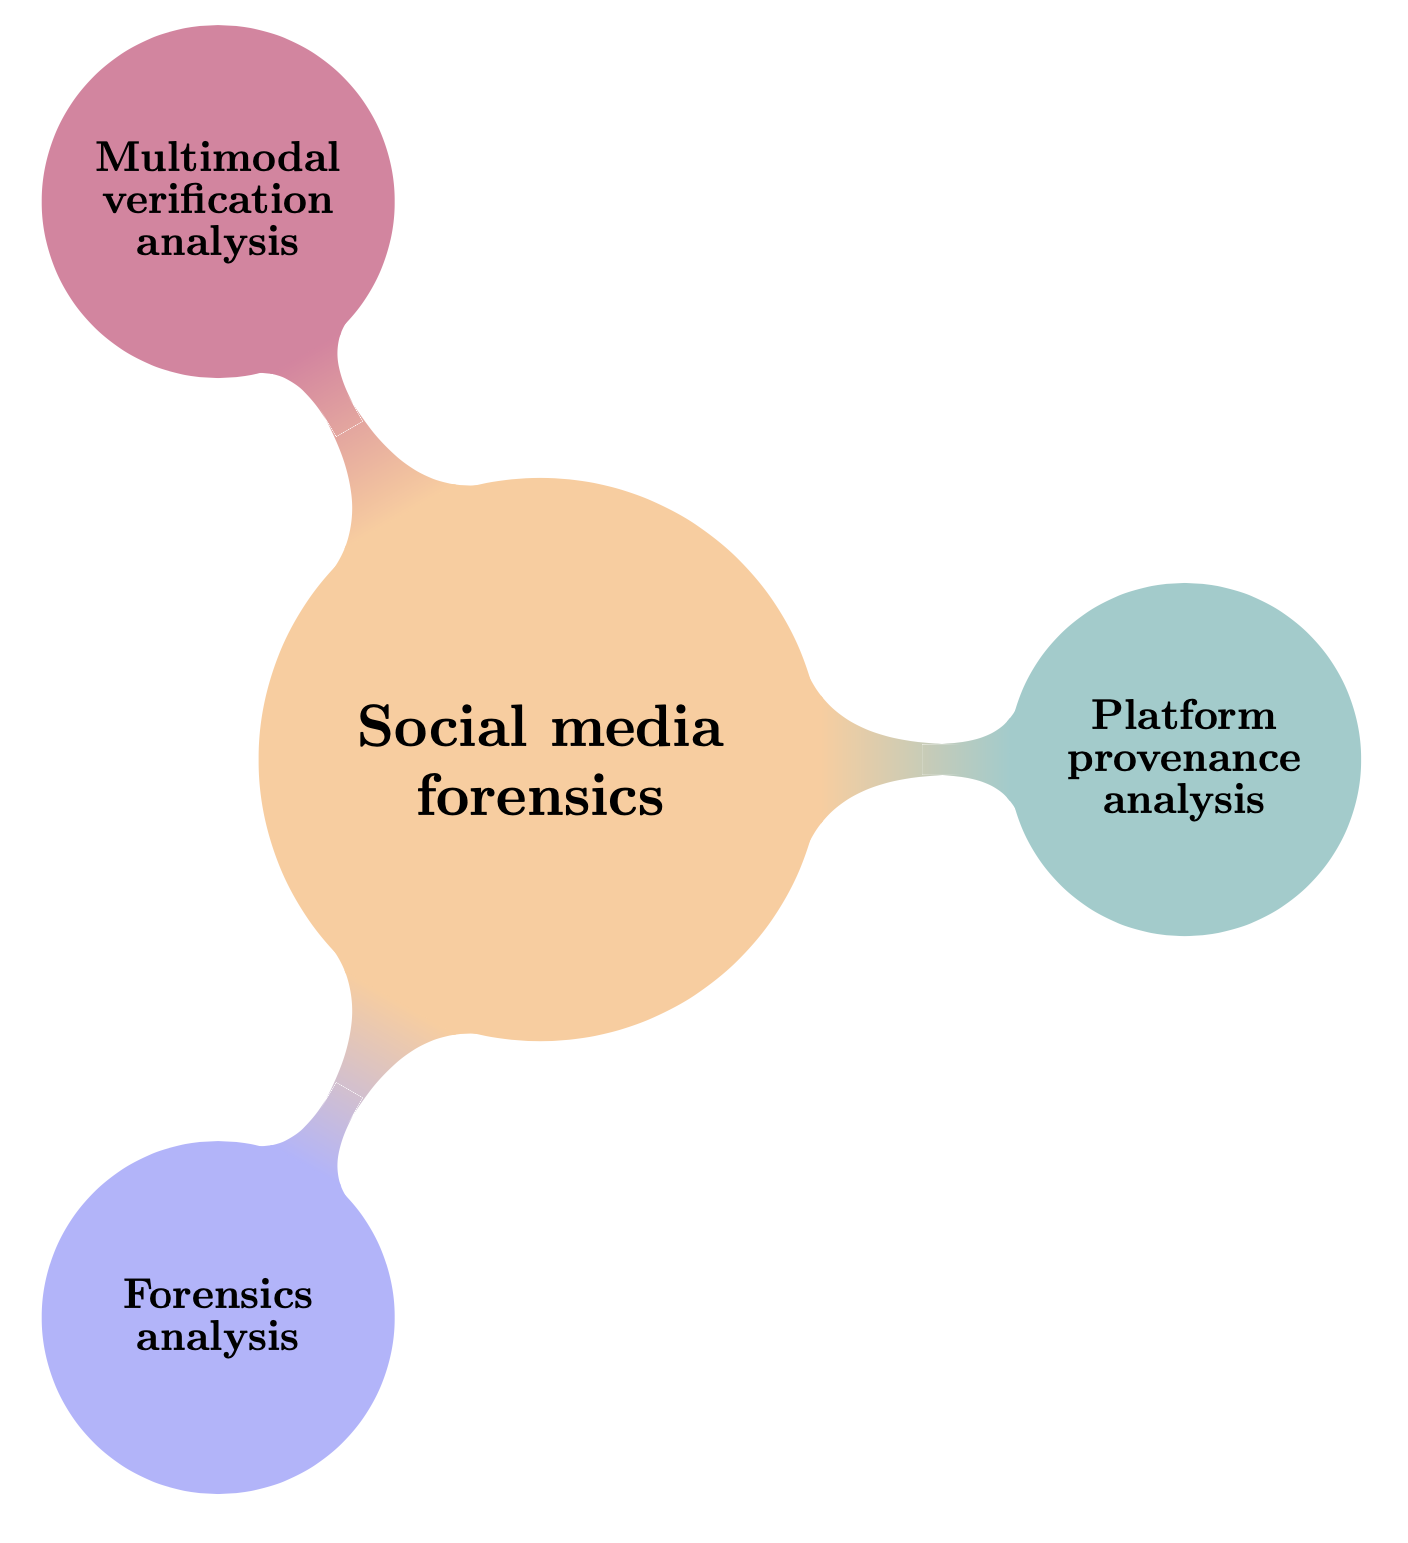 Multimodal
verification
analysis
Social media
forensics
Platform
provenance
analysis
Forensics
analysis